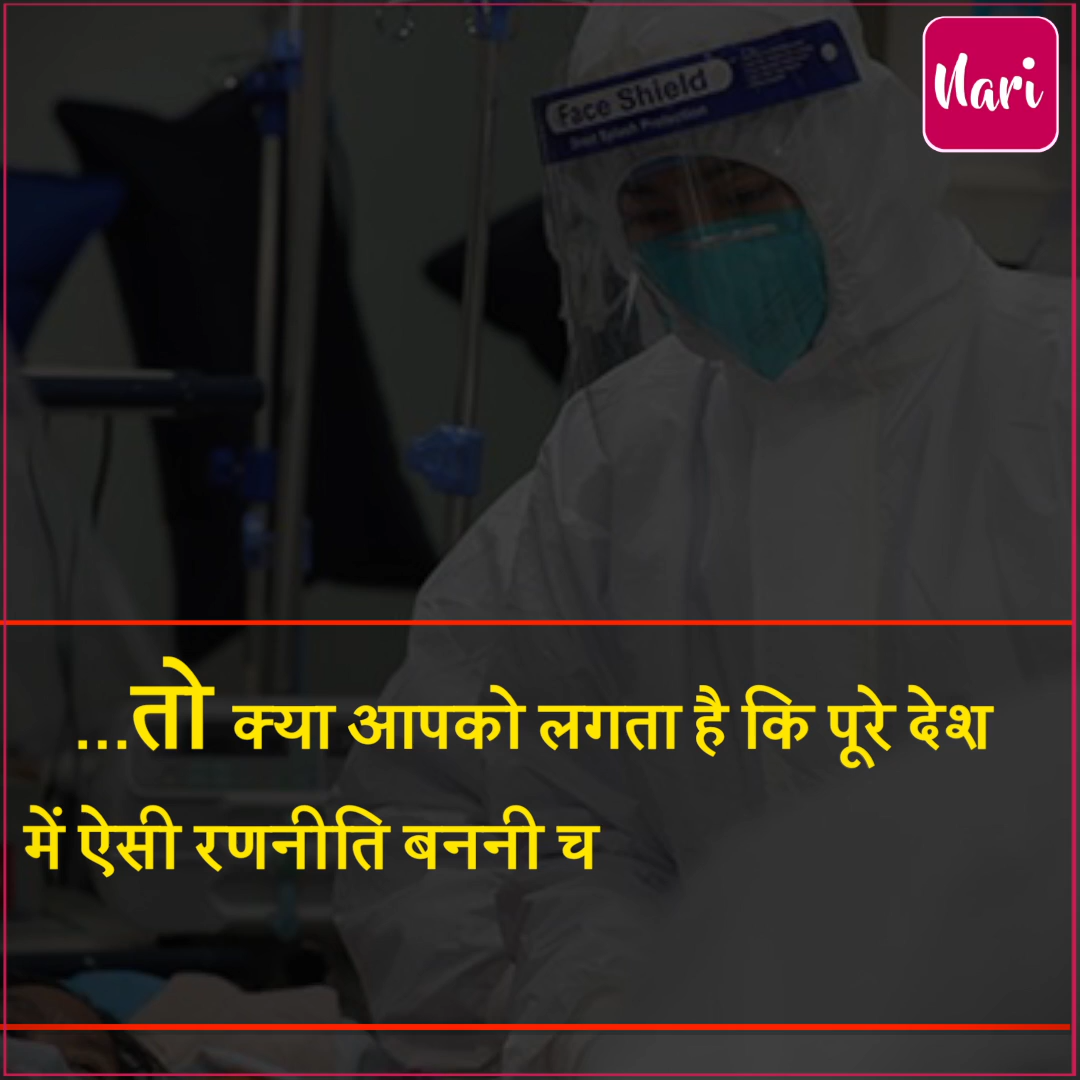 Nari
Face Shield
...तो क्या आपको लगता है कि पूरे देश
में ऐसी रणनीति बननी च